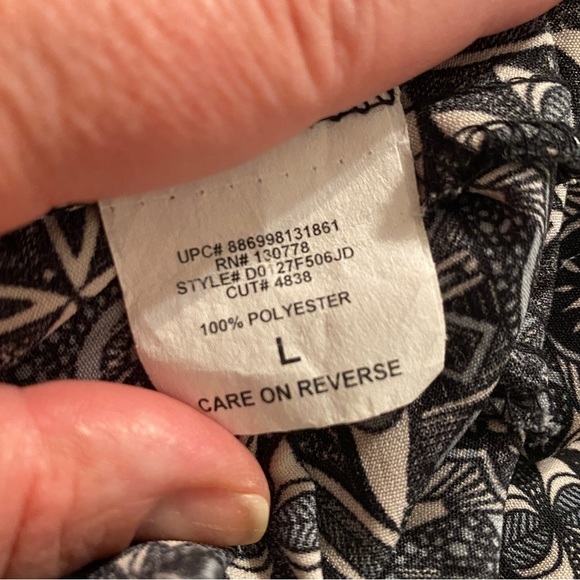 UPC# 886998131861
RN# 130778
STYLE# D0127F506JD
CUT# 4838
100% POLYESTER
L
CARE ON REVERSE